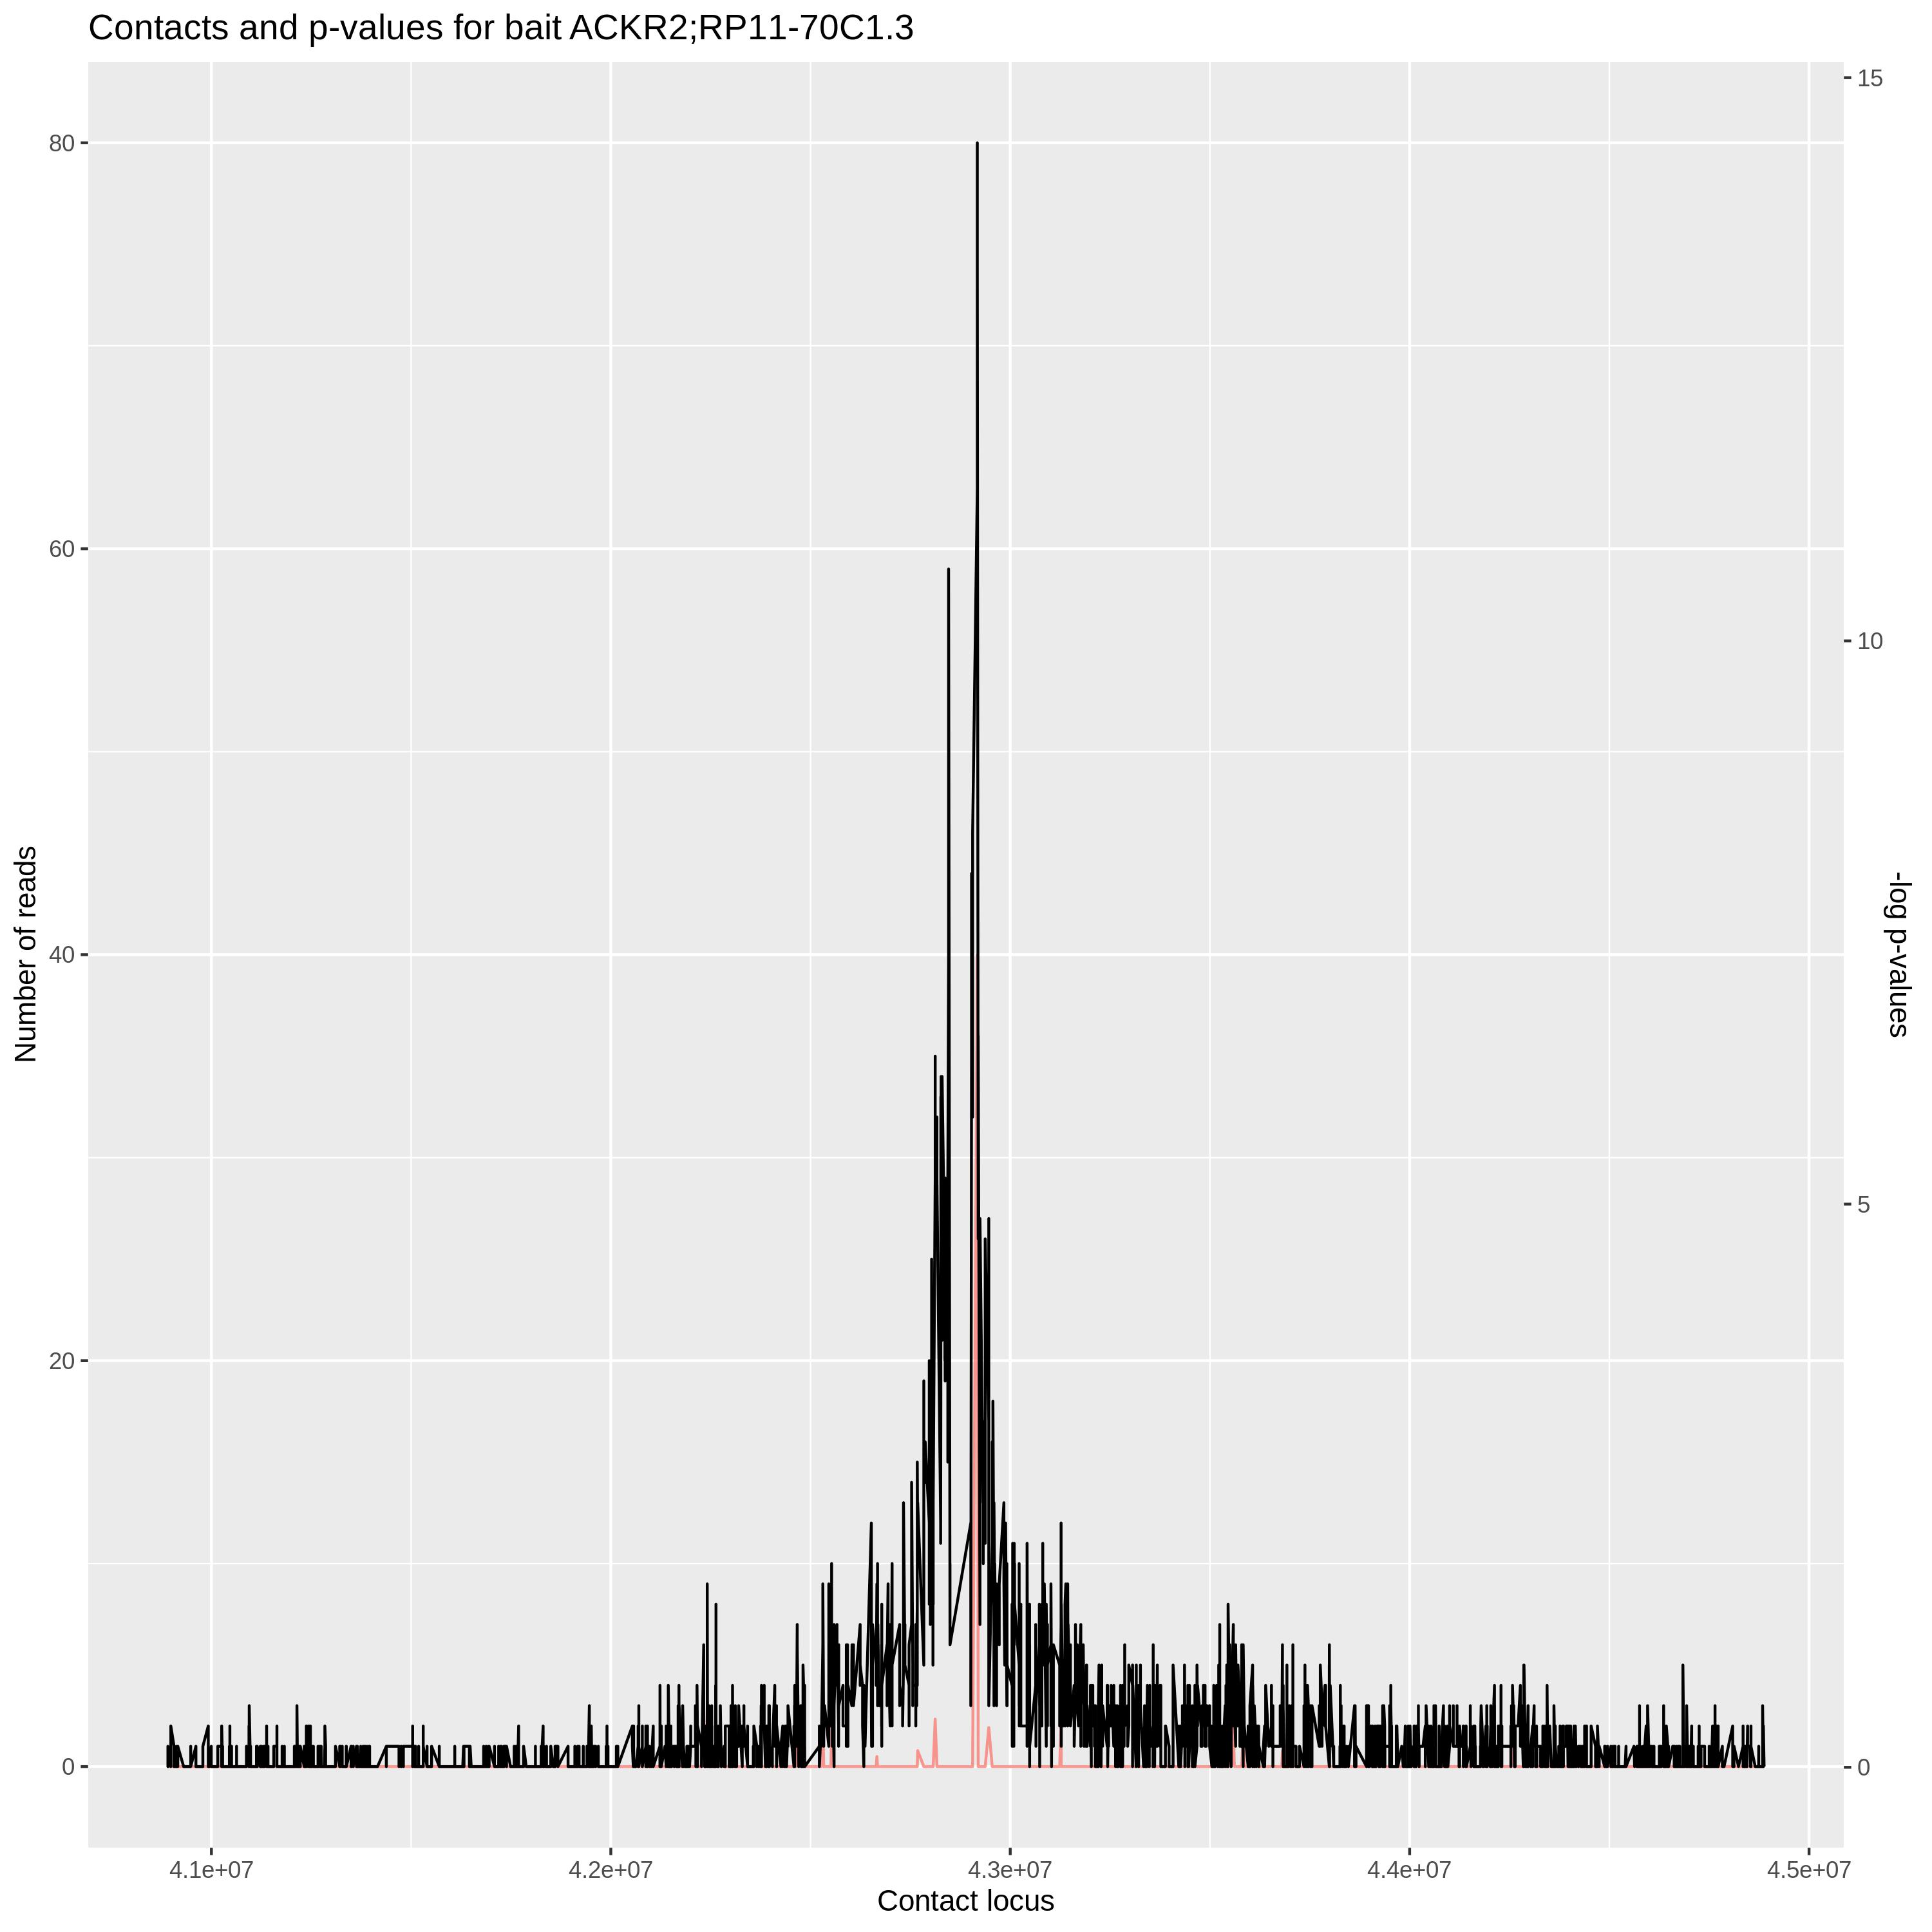 Contacts and p-values for bait ACKR2;RP11-70C1.3
15
80
60
10
40
5
20
0
0
Number of reads
-log p-values
4.1e+07
4.2e+07
4.3e+07
4.4e+07
4.5e+07
Contact locus